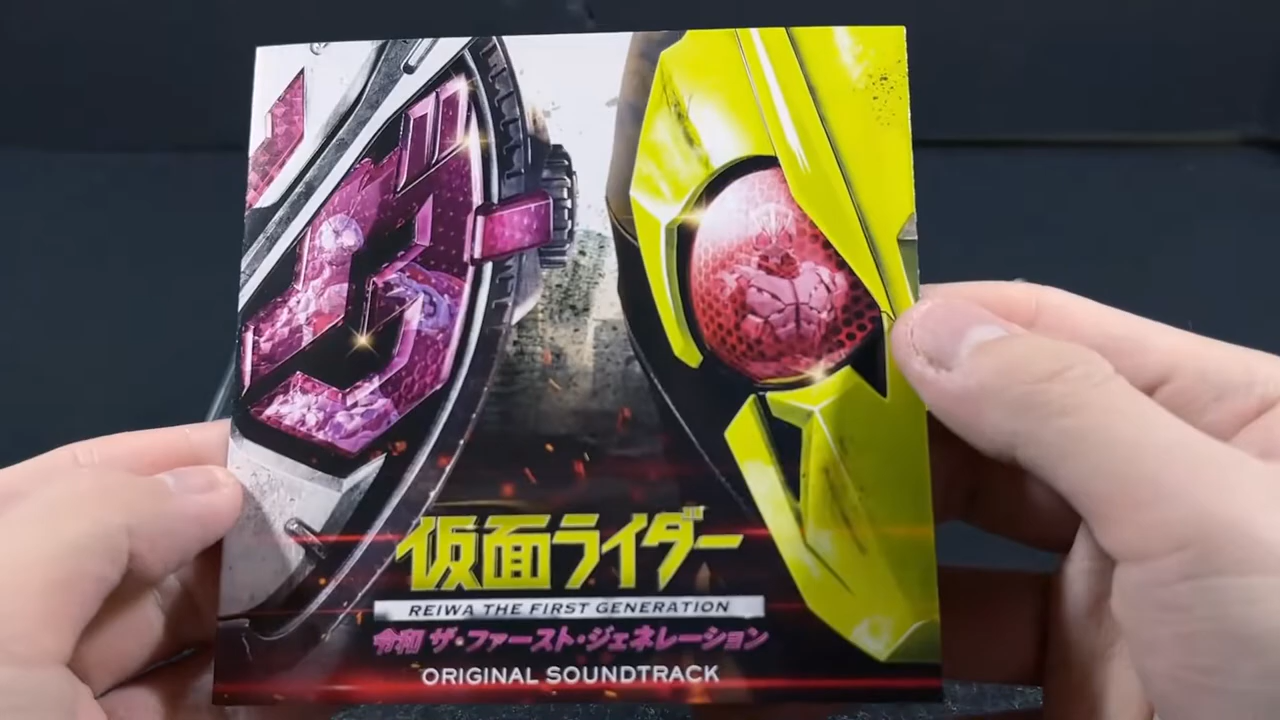 仮面ライダー
REIWA THE FIRST GENERATION
令和 ザ・ファースト・ジェネレーション
ORIGINAL SOUNDTRACK